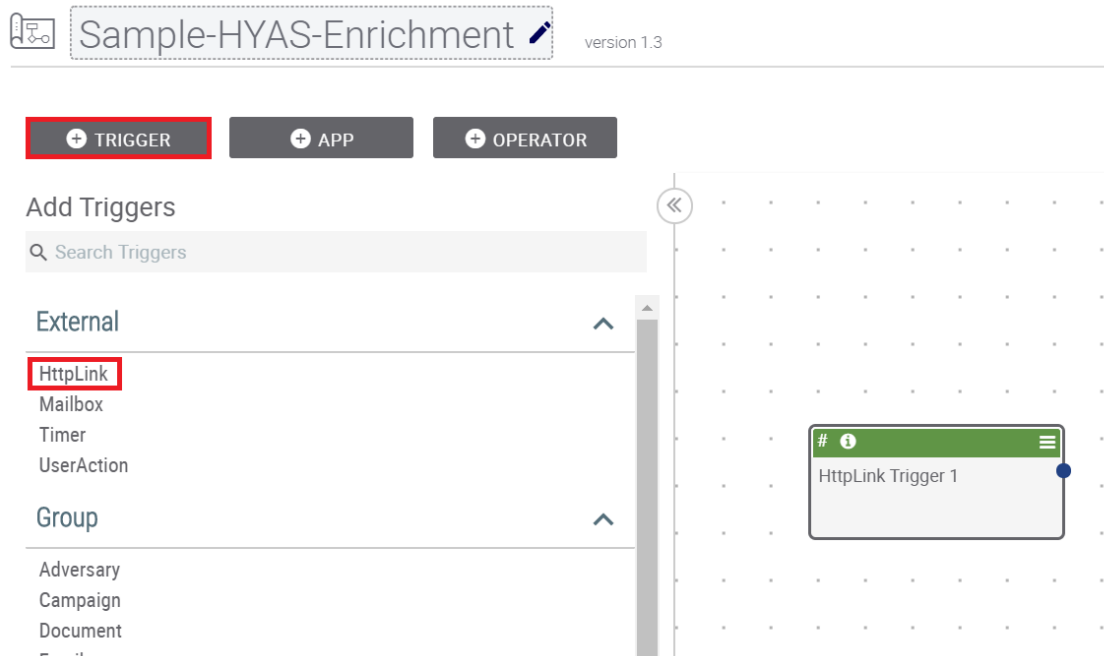 Sample-HYAS-Enrichment
version 1.3
TRIGGER
APP
OPERATOR
Add Triggers
Search Triggers
External
HttpLink
Mailbox
Timer
UserAction
Group
Adversary
Campaign
Document
#
HttpLink Trigger 1